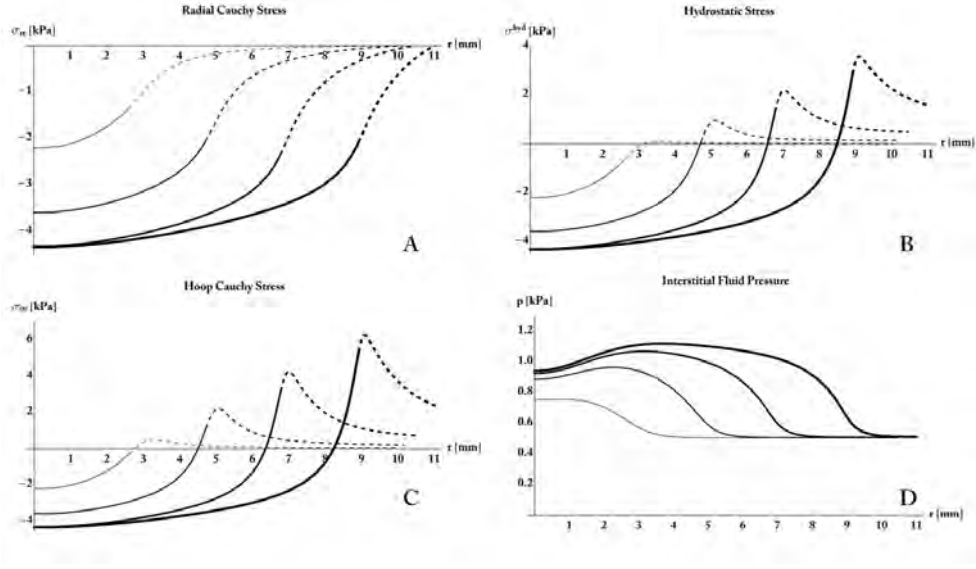 Radial Cauchy Stress
[kPa]
r [mm]
1 2 3 4 5 6 7 8 9 10 11
-1
-2
-3
-4
A
Hydrostatic Stress
σʰʸᵈ [kPa]
4
2
r [mm]
1 2 3 4 5 6 7 8 9 10 11
-2
-4
B
Hoop Cauchy Stress
[kPa]
6
4
2
r [mm]
1 2 3 4 5 6 7 8 9 10 11
-2
-4
C
Interstitial Fluid Pressure
p [kPa]
1.2
1.0
0.8
0.6
0.4
0.2
r [mm]
1 2 3 4 5 6 7 8 9 10 11
D